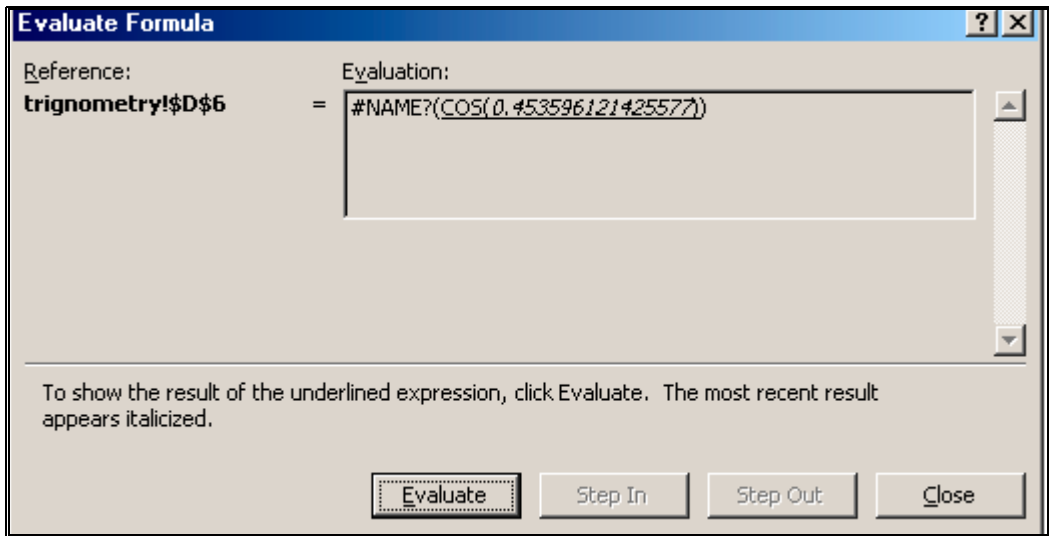 Evaluate Formula
Reference:
Evaluation:
trignometry!$D$6 = #NAME?(COS(0.453596121425577))
To show the result of the underlined expression, click Evaluate. The most recent result
appears italicized.
Evaluate Step In Step Out Close